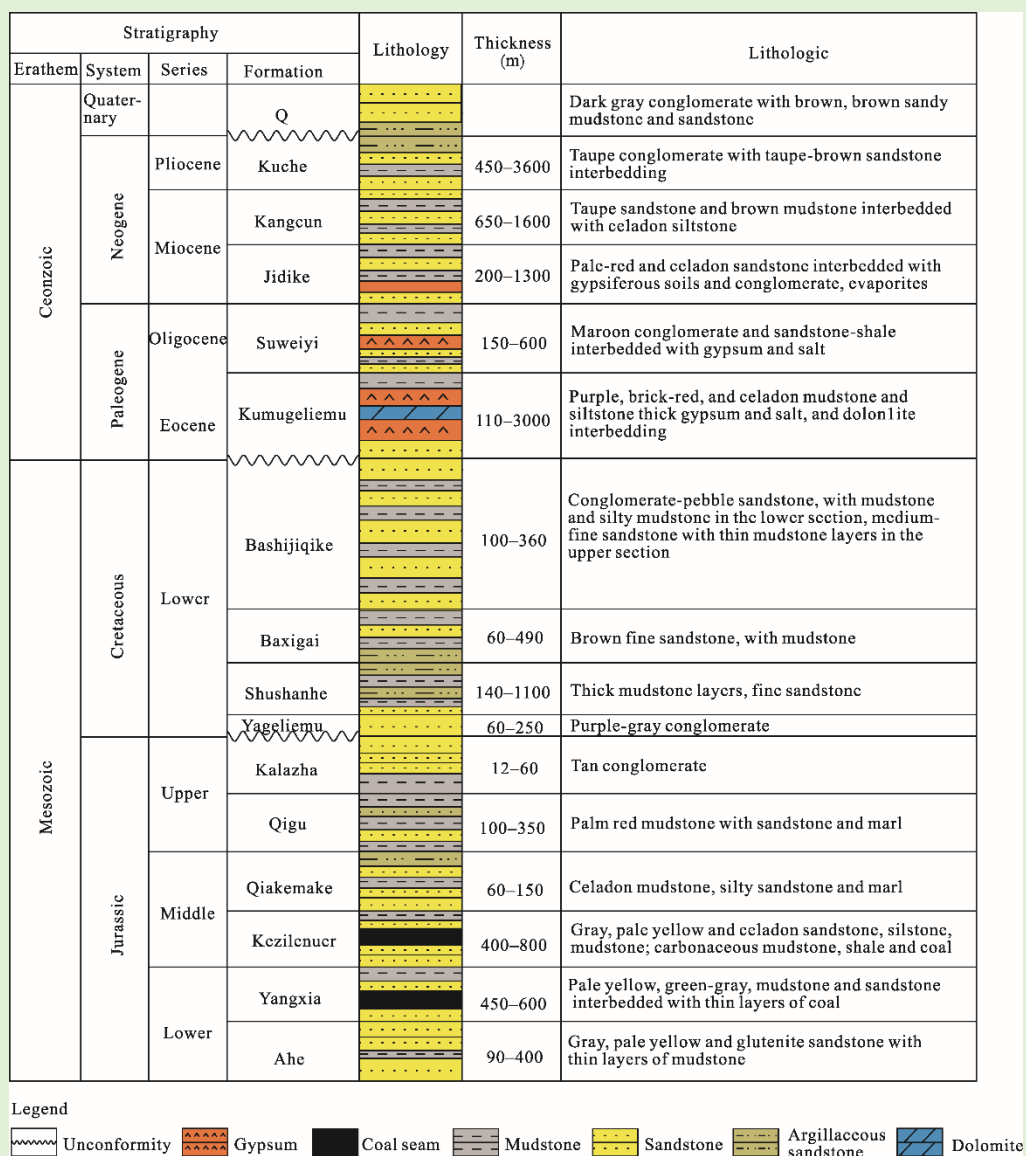 Stratigraphy
Lithology
Thickness
(m)
Lithologic
Erathem
System
Series
Formation
Ceonzoic
Quater-
nary
Q
Dark gray conglomerate with brown, brown sandy
mudstone and sandstone
Neogene
Pliocene
Kuche
450–3600
Taupe conglomerate with taupe-brown sandstone
interbedding
Miocene
Kangcun
650–1600
Taupe sandstone and brown mudstone interbedded
with celadon siltstone
Jidike
200–1300
Pale-red and celadon sandstone interbedded with
gypsiferous soils and conglomerate, evaporites
Paleogene
Oligocene
Suweiyi
150–600
Maroon conglomerate and sandstone-shale
interbedded with gypsum and salt
Eocene
Kumugeliemu
110–3000
Purple, brick-red, and celadon mudstone and
siltstone thick gypsum and salt, and dolon1ite
interbedding
Mesozoic
Cretaceous
Lower
Bashijiqike
100–360
Conglomerate-pebble sandstone, with mudstone
and silty mudstone in the lower section, medium-
fine sandstone with thin mudstone layers in the
upper section
Baxigai
60–490
Brown fine sandstone, with mudstone
Shushanhe
140–1100
Thick mudstone layers, fine sandstone
Yageliemu
60–250
Purple-gray conglomerate
Jurassic
Upper
Kalazha
12–60
Tan conglomerate
Qigu
100–350
Palm red mudstone with sandstone and marl
Middle
Qiakemake
60–150
Celadon mudstone, silty sandstone and marl
Kezilenuer
400–800
Gray, pale yellow and celadon sandstone, silstone,
mudstone; carbonaceous mudstone, shale and coal
Lower
Yangxia
450–600
Pale yellow, green-gray, mudstone and sandstone
interbedded with thin layers of coal
Ahe
90–400
Gray, pale yellow and glutenite sandstone with
thin layers of mudstone
Legend
Unconformity
Gypsum
Coal seam
Mudstone
Sandstone
Argillaceous
sandstone
Dolomite